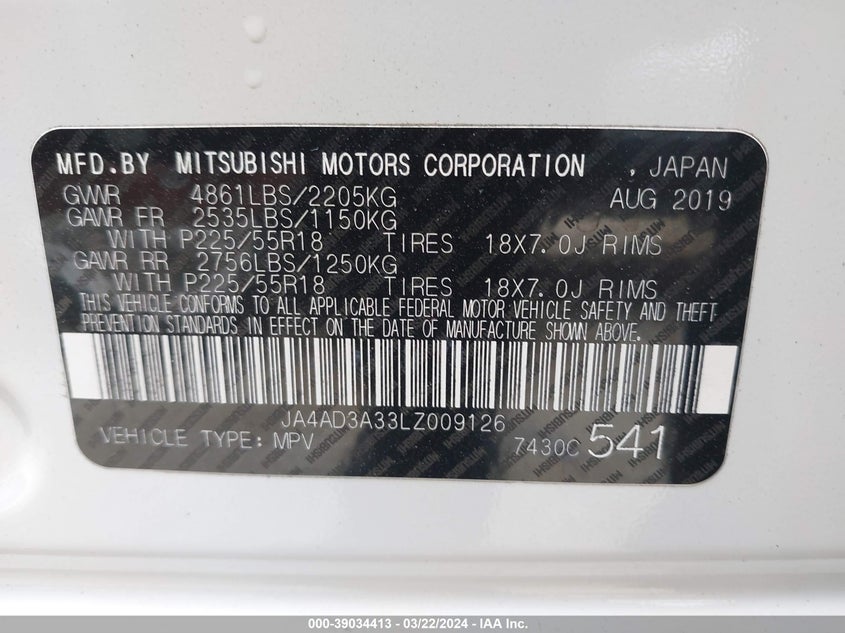 MFD.BY MITSUBISHI MOTORS CORPORATION , JAPAN
GVWR 4861LBS/2205KG AUG 2019
GAWR FR 2535LBS/1150KG
WITH P225/55R18 TIRES 18X7.0J RIMS
GAWR RR 2756LBS/1250KG
WITH P225/55R18 TIRES 18X7.0J RIMS
THIS VEHICLE CONFORMS TO ALL APPLICABLE FEDERAL MOTOR VEHICLE SAFETY AND THEFT
PREVENTION STANDARDS IN EFFECT ON THE DATE OF MANUFACTURE SHOWN ABOVE.
JA4AD3A33LZ009126
VEHICLE TYPE: MPV 7430C 541
000-39034413 - 03/22/2024 - IAA Inc.